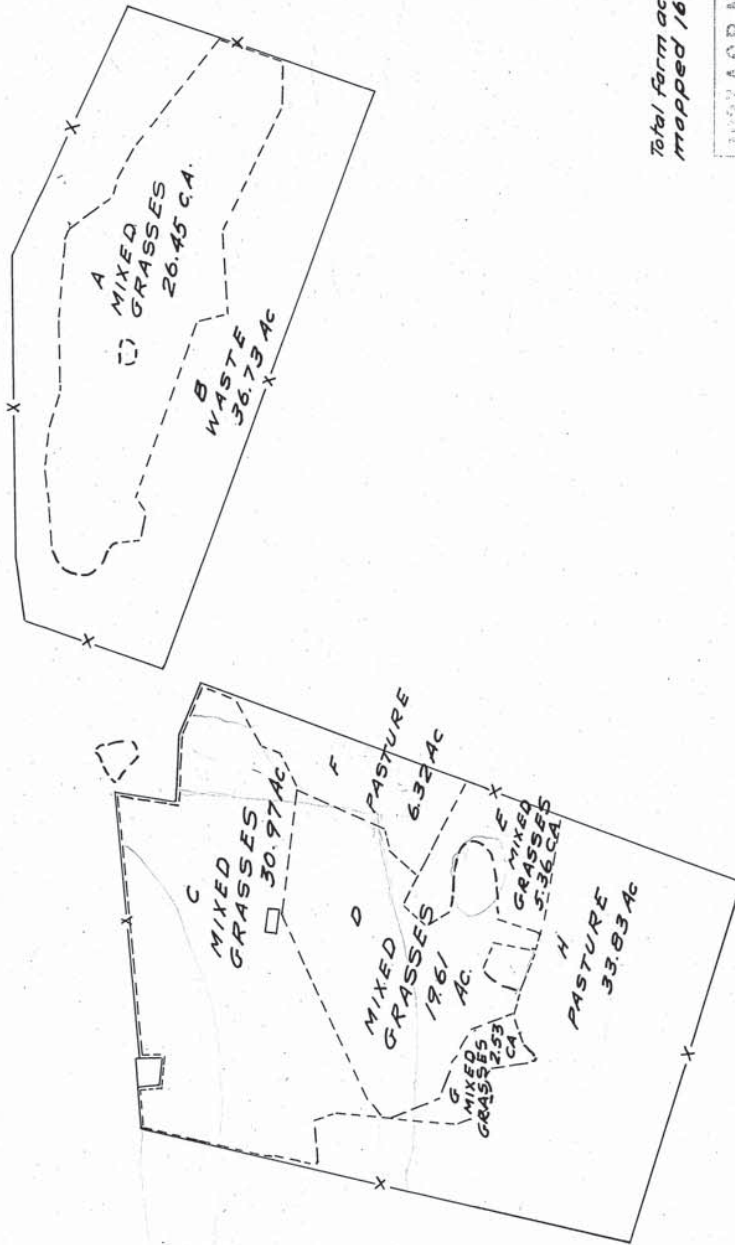 A
MIXED
GRASSES
26.45 C.A.
B
WASTE
36.73 Ac
Total farm
mapped 16
C
MIXED
GRASSES
30.97 Ac
F
PASTURE
6.32 Ac
D
MIXED
GRASSES
19.61
Ac.
E
MIXED
GRASSES
5.36 C.A.
G
MIXED
GRASSES
2.53
CA
H
PASTURE
33.83 Ac